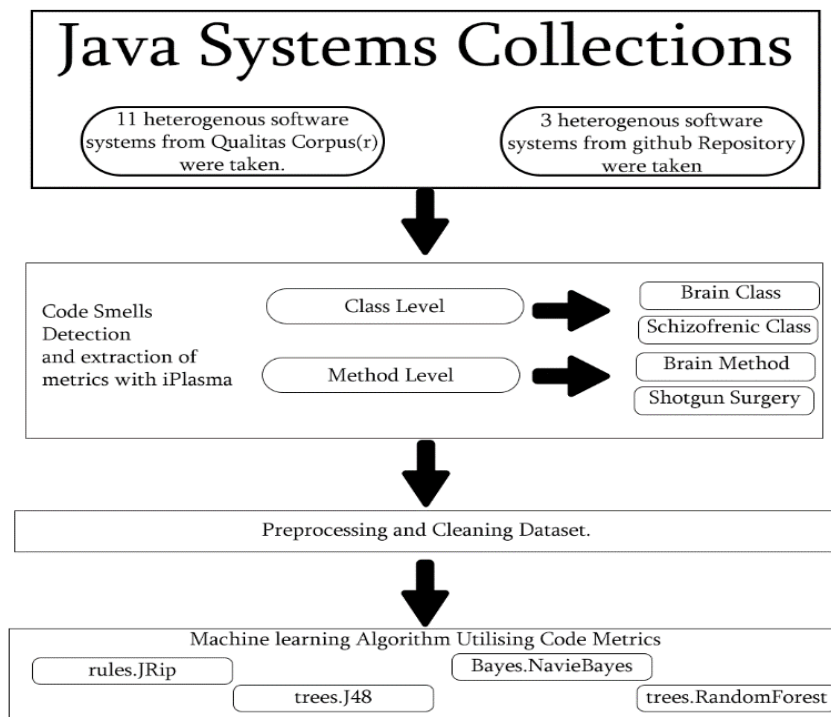 Java Systems Collections
11 heterogenous software
systems from Qualitas Corpus(r)
were taken.
3 heterogenous software
systems from github Repository
were taken
Code Smells
Detection
and extraction of
metrics with iPlasma
Class Level
Brain Class
Schizofrenic Class
Method Level
Brain Method
Shotgun Surgery
Preprocessing and Cleaning Dataset.
Machine learning Algorithm Utilising Code Metrics
rules.JRip
trees.J48
Bayes.NavieBayes
trees.RandomForest